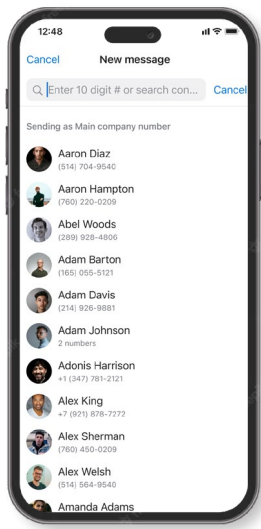 12:48
Cancel
New message
Enter 10 digit # or search con...
Cancel
Sending as Main company number
Aaron Diaz
(514) 704-9540
Aaron Hampton
(760) 220-0209
Abel Woods
(289) 928-4806
Adam Barton
(165) 055-5121
Adam Davis
(214) 926-9881
Adam Johnson
2 numbers
Adonis Harrison
+1 (347) 781-2121
Alex King
+7 (921) 878-7272
Alex Sherman
(760) 450-0209
Alex Welsh
(514) 564-9540
Amanda Adams